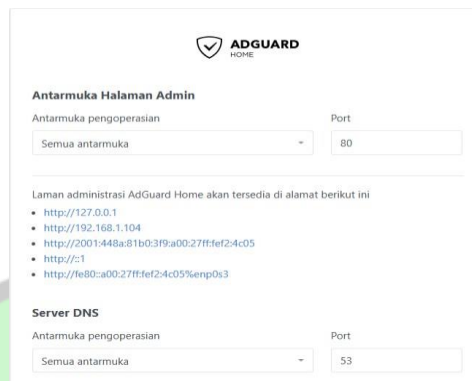 ADGUARD
HOME
Antarmuka Halaman Admin
Antarmuka pengoperasian Port
Semua antarmuka 80
Laman administrasi AdGuard Home akan tersedia di alamat berikut ini
http://127.0.0.1
http://192.168.1.104
http://2001:448a:81b0:3f9:a00:27ff:fef2:4c05
http://::1
http://fe80::a00:27ff:fef2:4c05%enp0s3
Server DNS
Antarmuka pengoperasian Port
Semua antarmuka 53